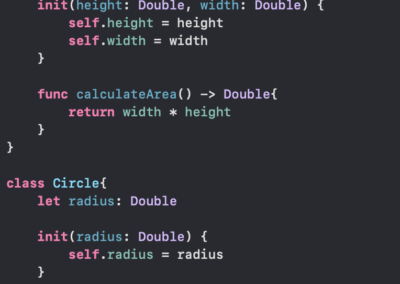 init(height: Double, width: Double) {
self.height = height
self.width = width
}
func calculateArea() -> Double{
return width * height
}
}
class Circle{
let radius: Double
init(radius: Double) {
self.radius = radius
}